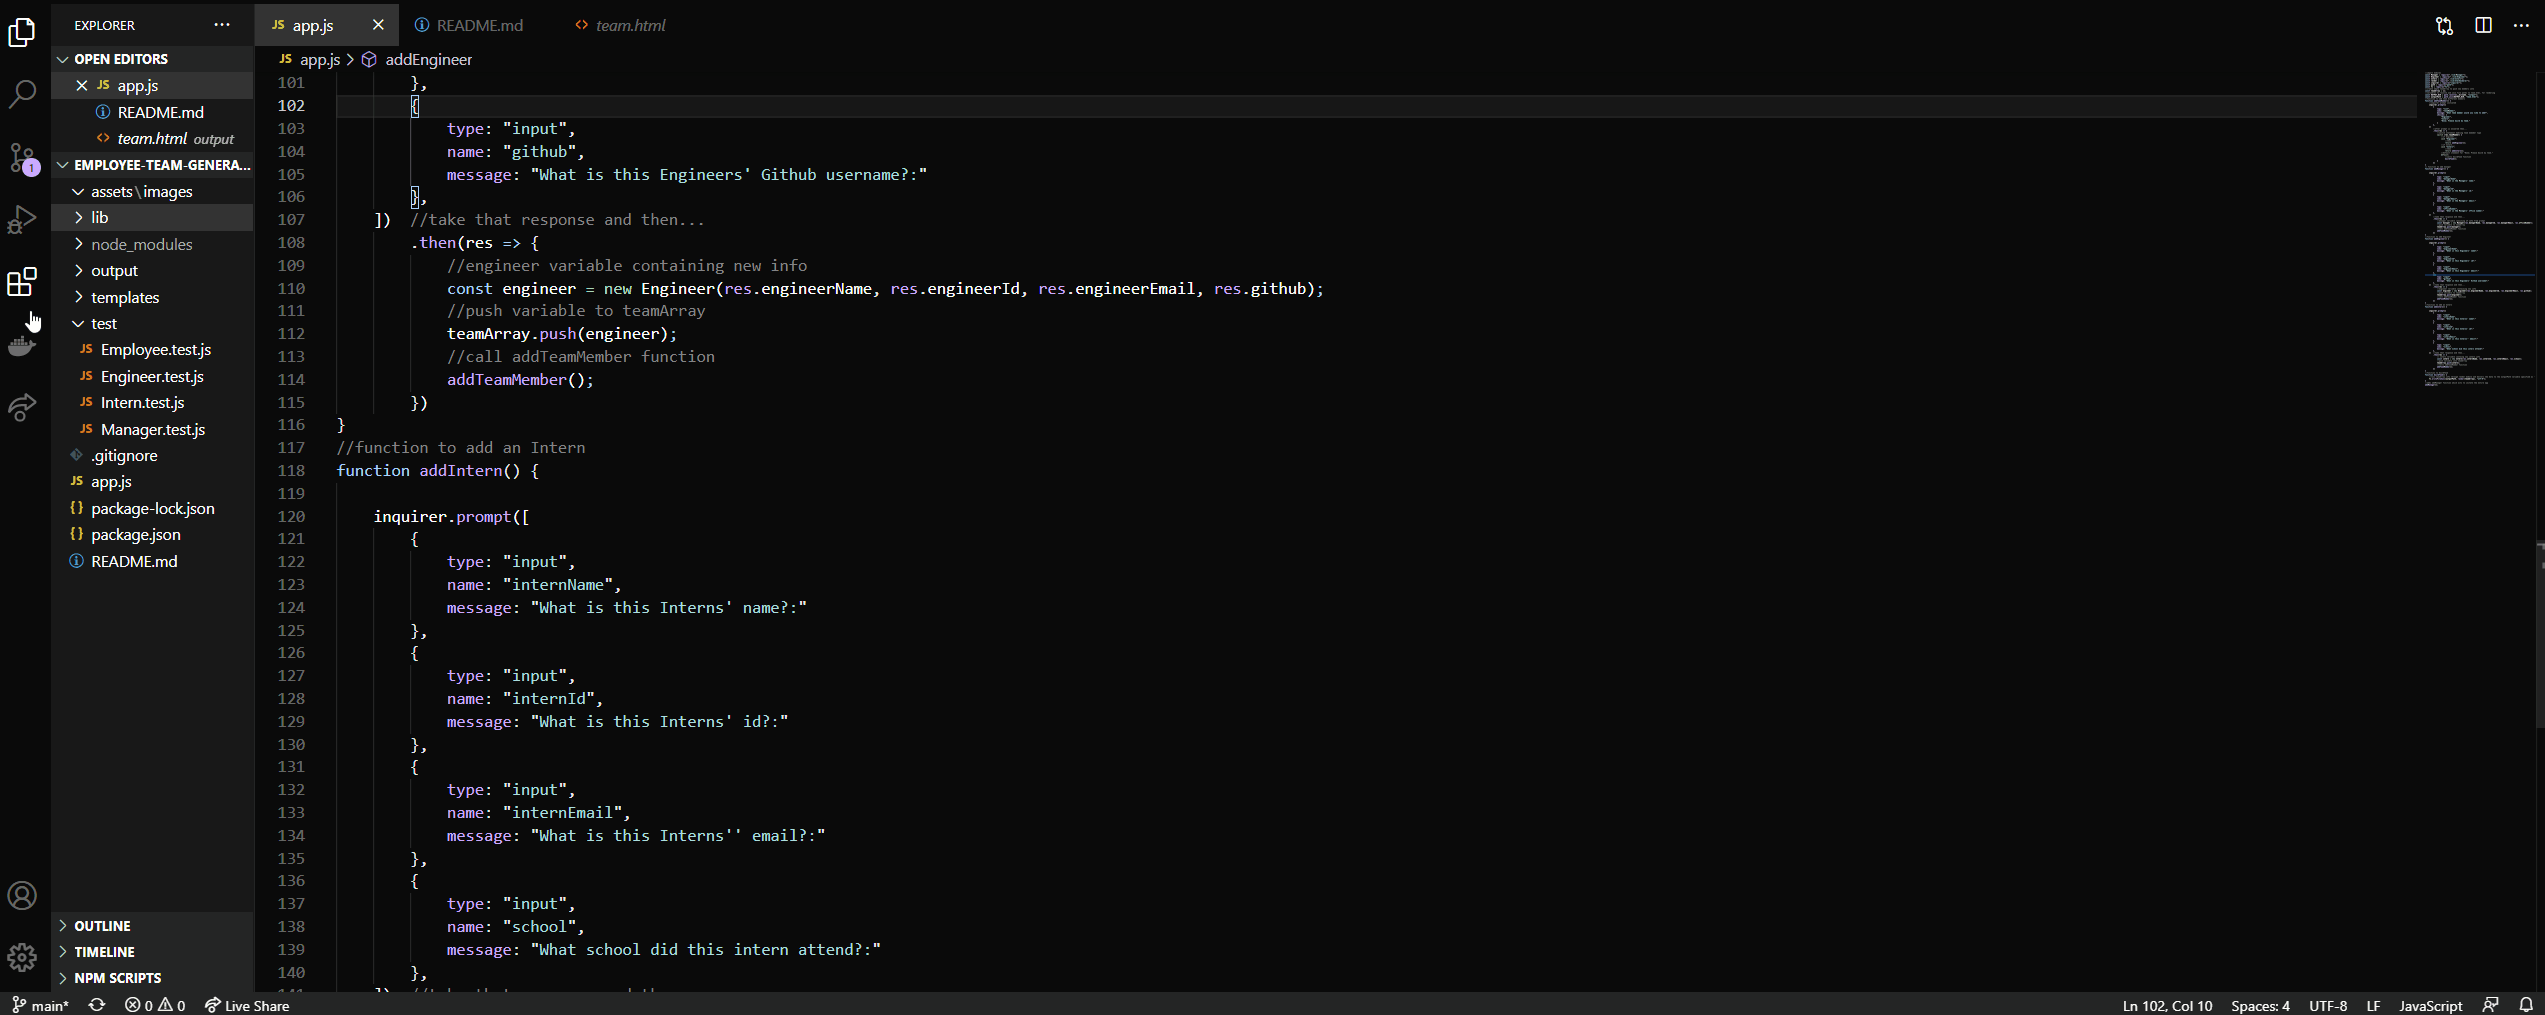 EXPLORER
OPEN EDITORS
app.js
README.md
team.html output
EMPLOYEE-TEAM-GENERA...
assets\images
lib
node_modules
output
templates
test
JS Employee.test.js
JS Engineer.test.js
JS Intern.test.js
JS Manager.test.js
.gitignore
JS app.js
{} package-lock.json
{} package.json
README.md
OUTLINE
TIMELINE
NPM SCRIPTS
JS app.js
README.md
<> team.html
JS app.js > addEngineer
101 },
102 {
103 type: "input",
104 name: "github",
105 message: "What is this Engineers' Github username?:"
106 },
107 ]) //take that response and then...
108 .then(res => {
109 //engineer variable containing new info
110 const engineer = new Engineer(res.engineerName, res.engineerId, res.engineerEmail, res.github);
111 //push variable to teamArray
112 teamArray.push(engineer);
113 //call addTeamMember function
114 addTeamMember();
115 })
116 }
117 //function to add an Intern
118 function addIntern() {
119
120 inquirer.prompt([
121 {
122 type: "input",
123 name: "internName",
124 message: "What is this Interns' name?:"
125 },
126 {
127 type: "input",
128 name: "internId",
129 message: "What is this Interns' id?:"
130 },
131 {
132 type: "input",
133 name: "internEmail",
134 message: "What is this Interns'' email?:"
135 },
136 {
137 type: "input",
138 name: "school",
139 message: "What school did this intern attend?:"
140 },
1
main* 0 0 Live Share
Ln 102, Col 10 Spaces: 4 UTF-8 LF JavaScript